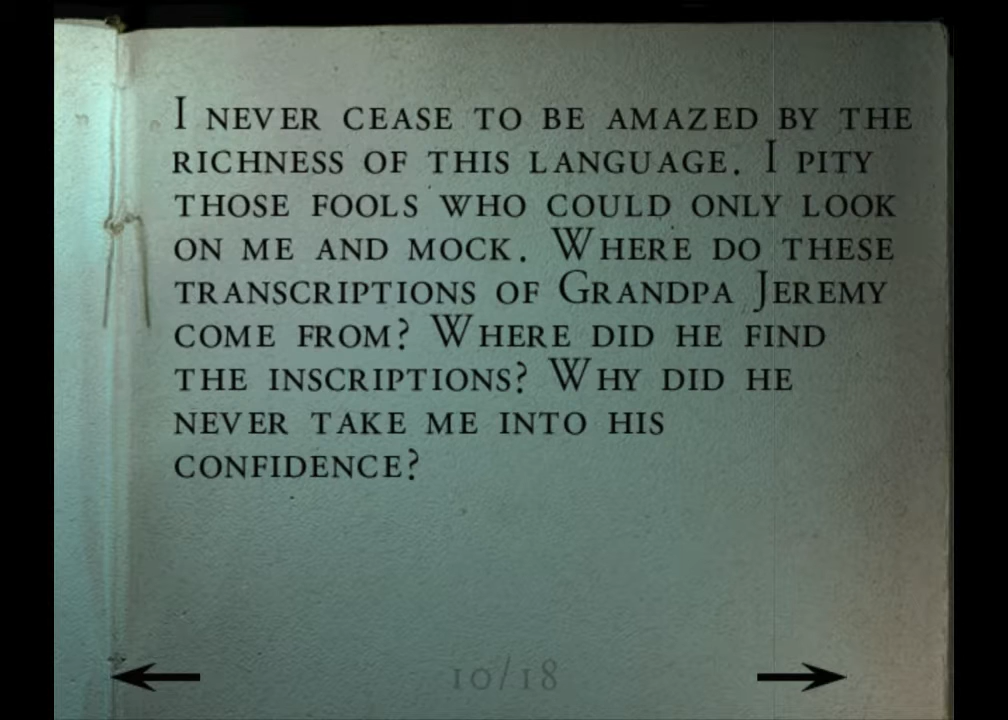 I NEVER CEASE TO BE AMAZED BY THE
RICHNESS OF THIS LANGUAGE. I PITY
THOSE FOOLS WHO COULD ONLY LOOK
ON ME AND MOCK. WHERE DO THESE
TRANSCRIPTIONS OF GRANDPA JEREMY
COME FROM? WHERE DID HE FIND
THE INSCRIPTIONS? WHY DID HE
NEVER TAKE ME INTO HIS
CONFIDENCE?
10/18